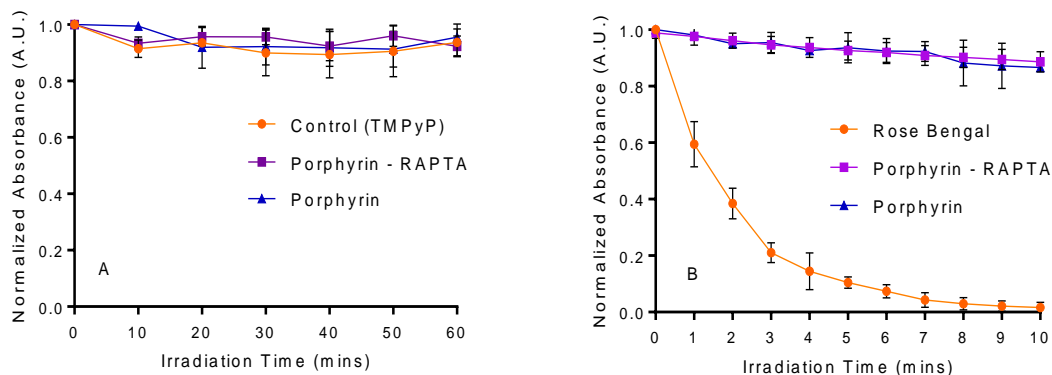 Normalized Absorbance (A.U.)
1.0
0.8
0.6
0.4
0.2
0.0
Control (TMPyP)
Porphyrin - RAPTA
Porphyrin
A
0 10 20 30 40 50 60
Irradiation Time (mins)
Normalized Absorbance (A.U.)
1.0
0.8
0.6
0.4
0.2
0.0
Rose Bengal
Porphyrin - RAPTA
Porphyrin
B
0 1 2 3 4 5 6 7 8 9 10
Irradiation Time (mins)